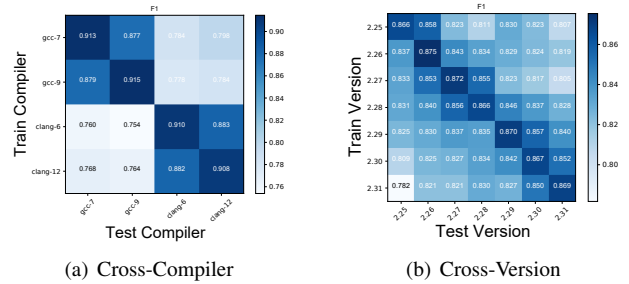 F1
Train Compiler
gcc-7 0.913 0.877 0.798
gcc-9 0.879 0.915
clang-6 0.760 0.754 0.910 0.883
clang-12 0.768 0.764 0.882 0.908
gcc-7 gcc-9 clang-6 clang-12
Test Compiler
0.90
0.88
0.86
0.84
0.82
0.80
0.78
0.76
(a) Cross-Compiler
F1
Train Version
2.25 0.866 0.858 0.823 0.811 0.830 0.823 0.807
2.26 0.837 0.875 0.843 0.834 0.824 0.824 0.819
2.27 0.833 0.853 0.872 0.855 0.823 0.817 0.805
2.28 0.831 0.840 0.856 0.866 0.846 0.837 0.828
2.29 0.825 0.830 0.837 0.835 0.870 0.857 0.840
2.30 0.809 0.825 0.826 0.834 0.842 0.867 0.852
2.31 0.782 0.821 0.821 0.830 0.827 0.850 0.869
2.25 2.26 2.27 2.28 2.29 2.30 2.31
Test Version
0.86
0.84
0.82
0.80
(b) Cross-Version